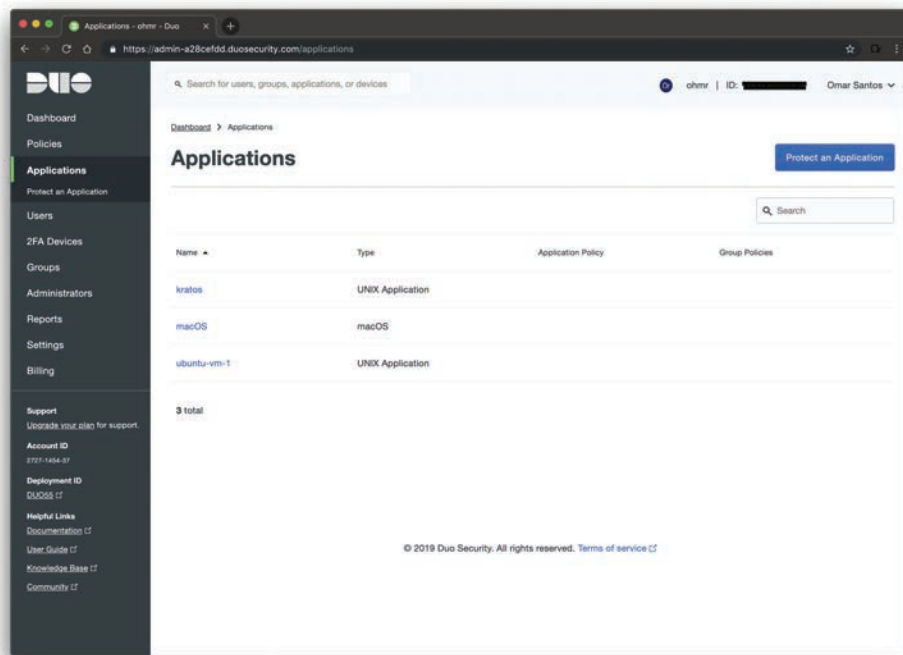 Applications - ohmr - Duo
https://admin-a28cefdd.duosecurity.com/applications
DUO
Search for users, groups, applications, or devices
ohmr | ID:
Omar Santos
Dashboard
Policies
Applications
Protect an Application
Users
2FA Devices
Groups
Administrators
Reports
Settings
Billing
Support
Upgrade your plan for support.
Account ID
2727-1454-37
Deployment ID
DUO55
Helpful Links
Documentation
User Guide
Knowledge Base
Community
Dashboard > Applications
Applications
Protect an Application
Search
Name Type Application Policy Group Policies
kratos UNIX Application
macOS macOS
ubuntu-vm-1 UNIX Application
3 total
© 2019 Duo Security. All rights reserved. Terms of service